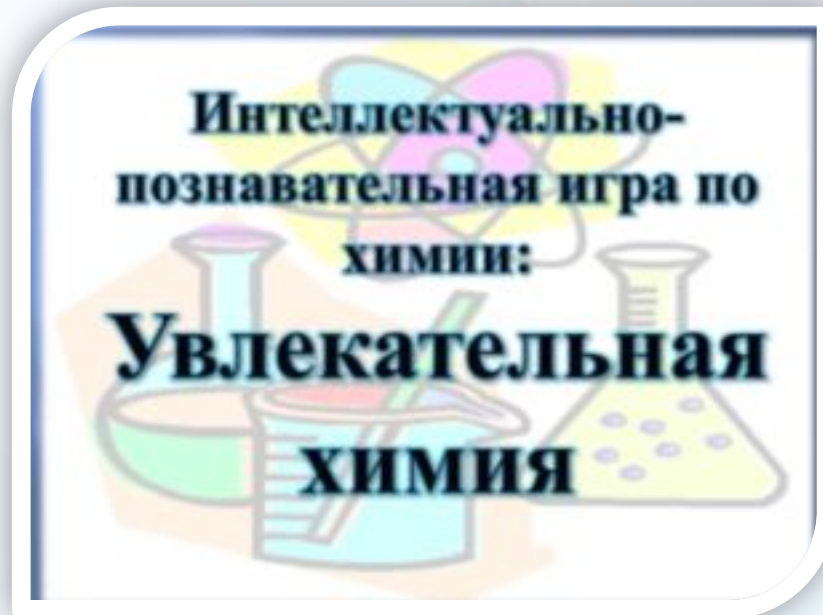 Интеллектуально-
познавательная игра по
химии:
Увлекательная
химия